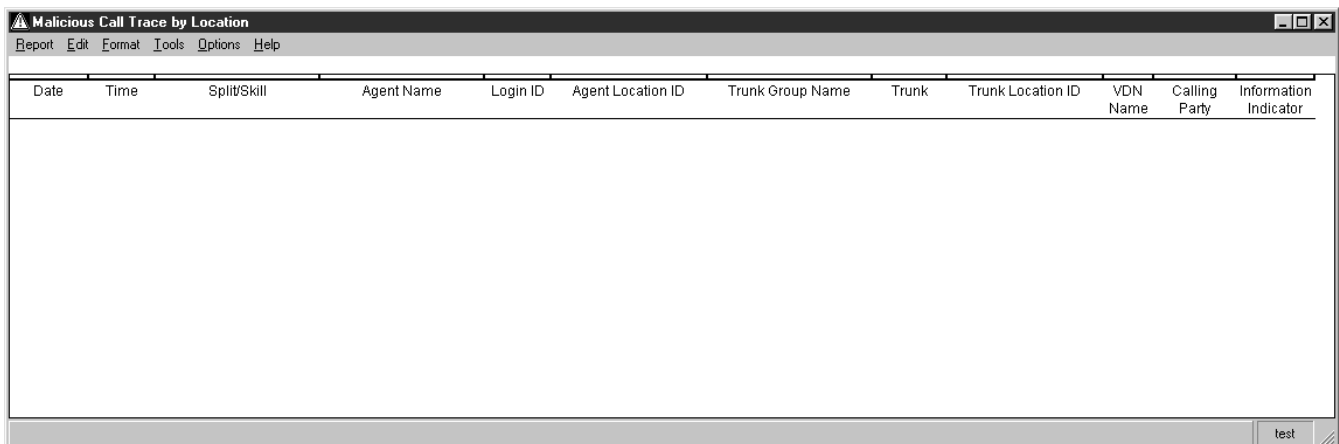 Malicious Call Trace by Location
Report Edit Format Tools Options Help
Date Time Split/Skill Agent Name Login ID Agent Location ID Trunk Group Name Trunk Trunk Location ID VDN Name Calling Party Information Indicator
test